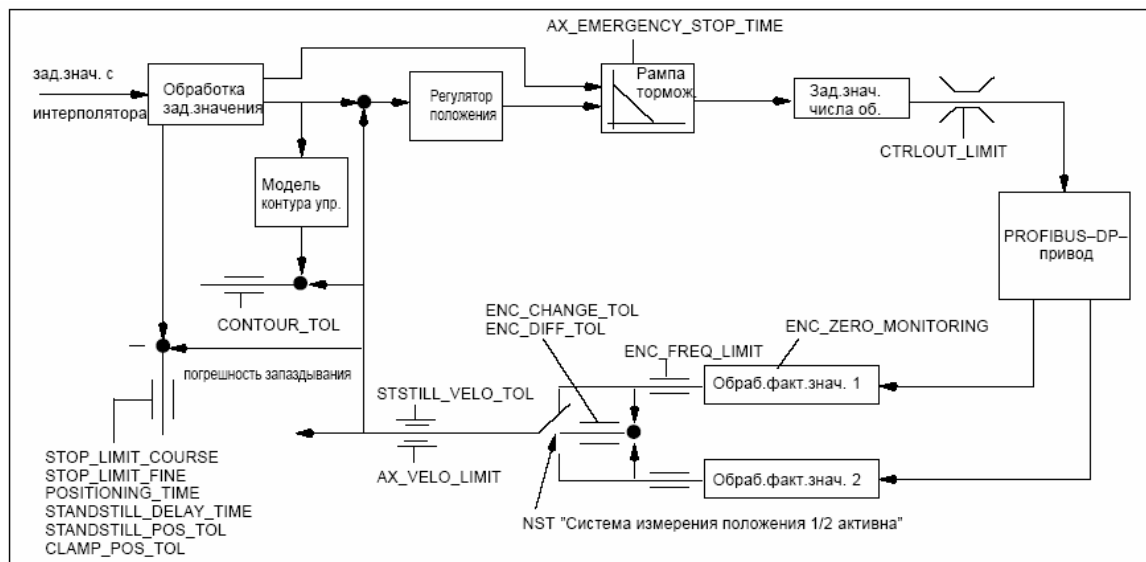 AX_EMERGENCY_STOP_TIME
зад.знач. с
интерполятора
Обработка
зад.значения
Регулятор
положения
Рампа
тормож.
Зад.знач.
числа об.
CTRLOUT_LIMIT
Модель
контура упр.
PROFIBUS–DP–
привод
CONTOUR_TOL
ENC_CHANGE_TOL
ENC_DIFF_TOL
ENC_ZERO_MONITORING
ENC_FREQ_LIMIT
погрешность запаздывания
Обраб.факт.знач. 1
STSTILL_VELO_TOL
AX_VELO_LIMIT
Обраб.факт.знач. 2
NST "Система измерения положения 1/2 активна"
STOP_LIMIT_COURSE
STOP_LIMIT_FINE
POSITIONING_TIME
STANDSTILL_DELAY_TIME
STANDSTILL_POS_TOL
CLAMP_POS_TOL